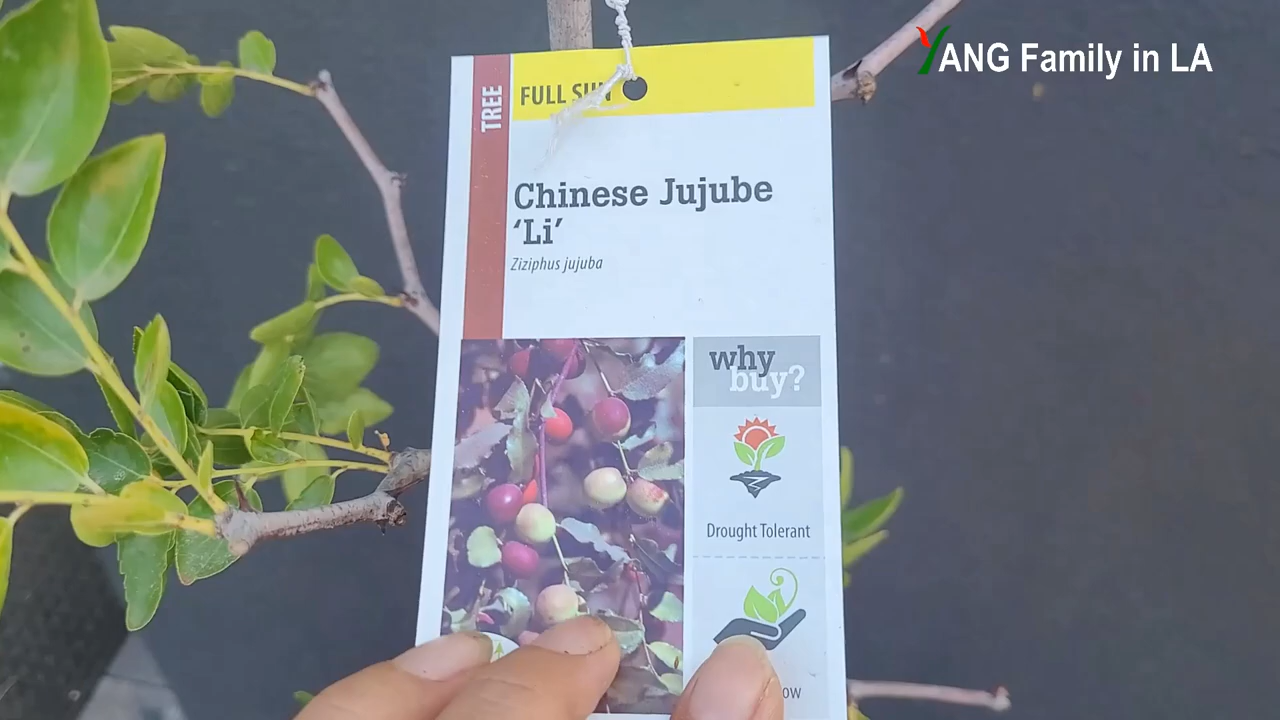 YANG Family in LA
TREE
FULL SUN
Chinese Jujube
‘Li’
Ziziphus jujuba
why
buy?
Drought Tolerant